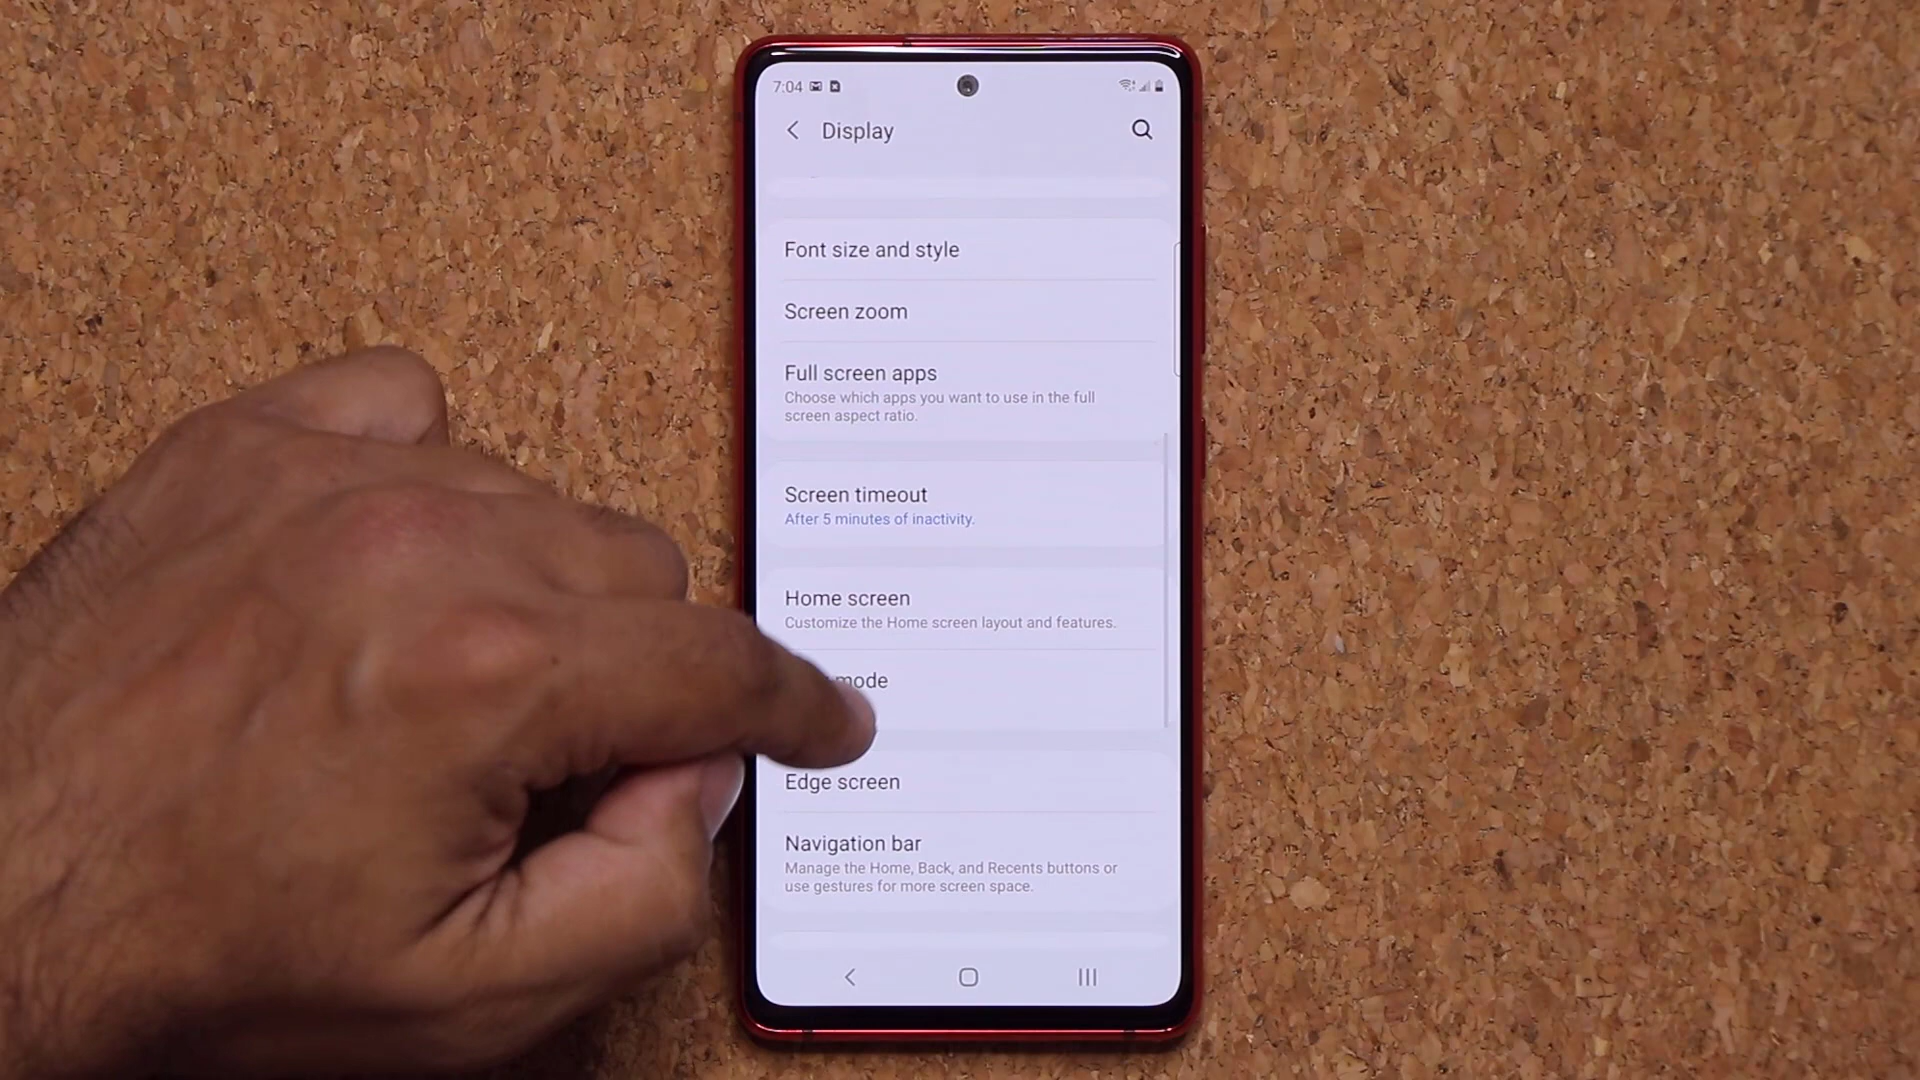 7:04
Display
Font size and style
Screen zoom
Full screen apps
Choose which apps you want to use in the full
screen aspect ratio.
Screen timeout
After 5 minutes of inactivity.
Home screen
Customize the Home screen layout and features.
mode
Edge screen
Navigation bar
Manage the Home, Back, and Recents buttons or
use gestures for more screen space.